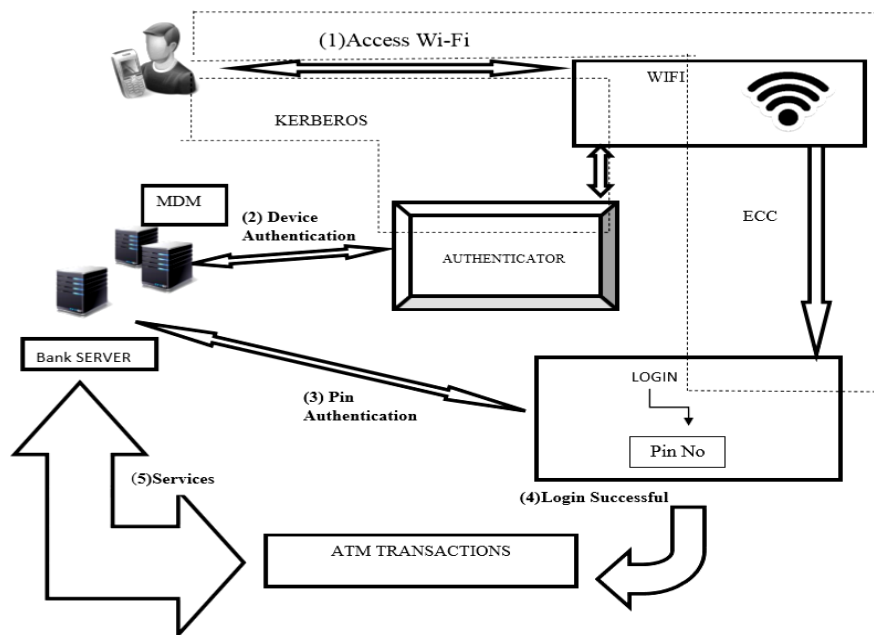 (1)Access Wi-Fi
WIFI
KERBEROS
MDM
(2) Device
Authentication
ECC
AUTHENTICATOR
Bank SERVER
LOGIN
(3) Pin
Authentication
Pin No
(5)Services
(4)Login Successful
ATM TRANSACTIONS